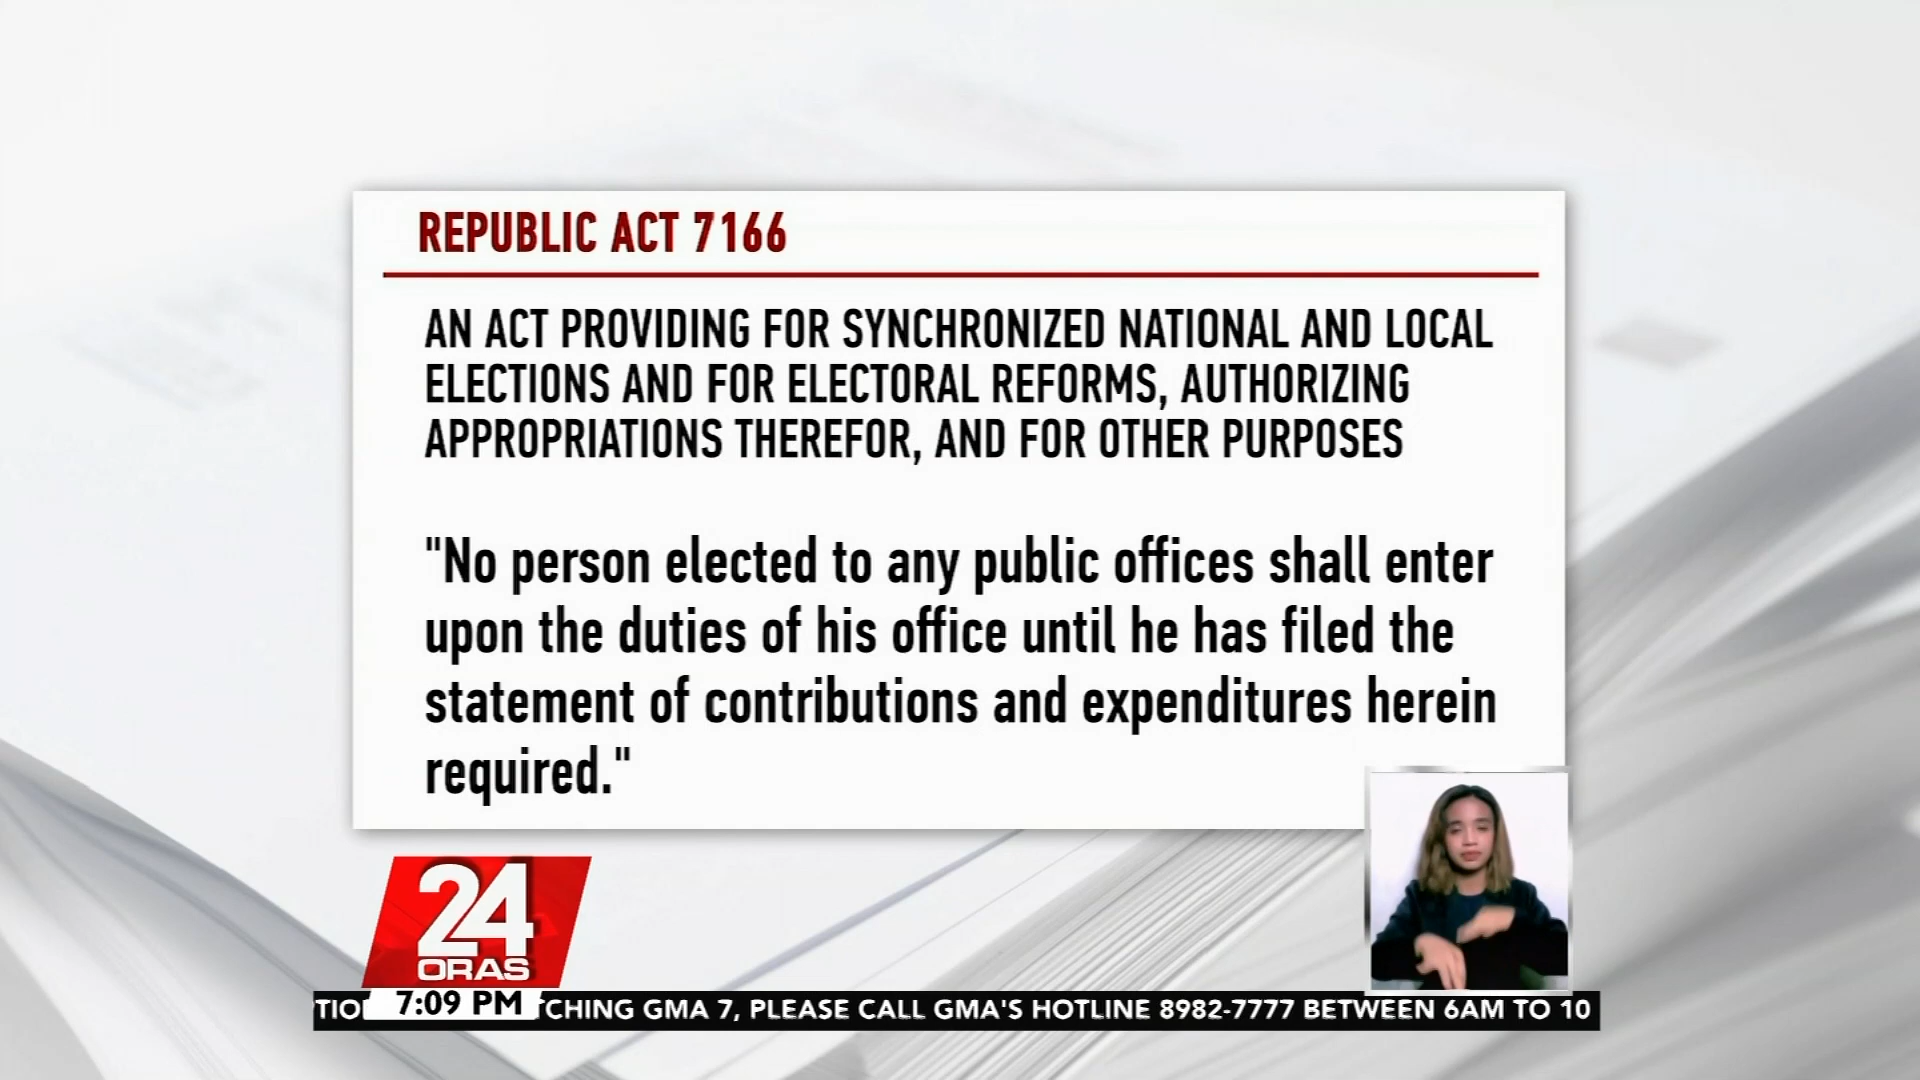 REPUBLIC ACT 7166
AN ACT PROVIDING FOR SYNCHRONIZED NATIONAL AND LOCAL
ELECTIONS AND FOR ELECTORAL REFORMS, AUTHORIZING
APPROPRIATIONS THEREFOR, AND FOR OTHER PURPOSES
"No person elected to any public offices shall enter
upon the duties of his office until he has filed the
statement of contributions and expenditures herein
required."
24
ORAS
7:09 PM
TIO TCHING GMA 7, PLEASE CALL GMA'S HOTLINE 8982-7777 BETWEEN 6AM TO 10